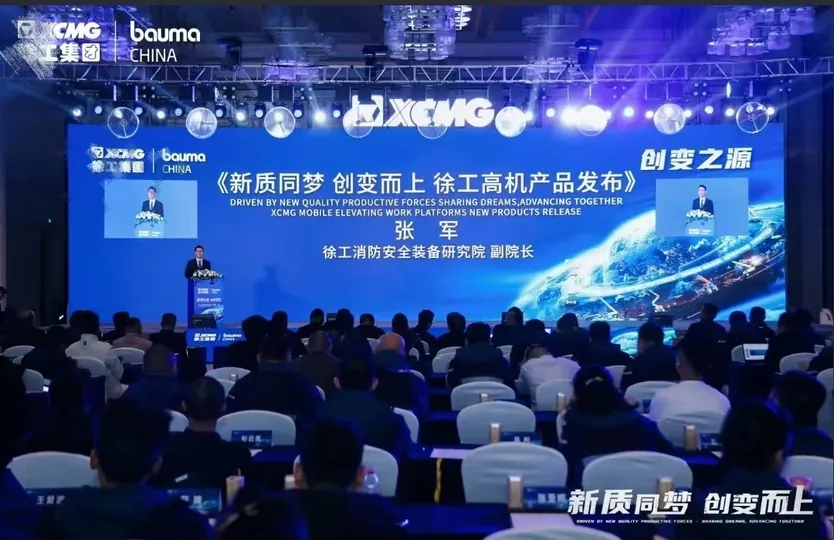 XCMG bauma
工集团 CHINA
XCMG
XCMG bauma
徐工集团 CHINA
创变之源
《新质同梦 创变而上 徐工高机产品发布》
DRIVEN BY NEW QUALITY PRODUCTIVE FORCES SHARING DREAMS,ADVANCING TOGETHER
XCMG MOBILE ELEVATING WORK PLATFORMS NEW PRODUCTS RELEASE
张 军
徐工消防安全装备研究院 副院长
XCMG bauma
新质同梦 创变而上
DRIVEN BY NEW QUALITY PRODUCTIVE FORCES - SHARING DREAMS, ADVANCING TOGETHER